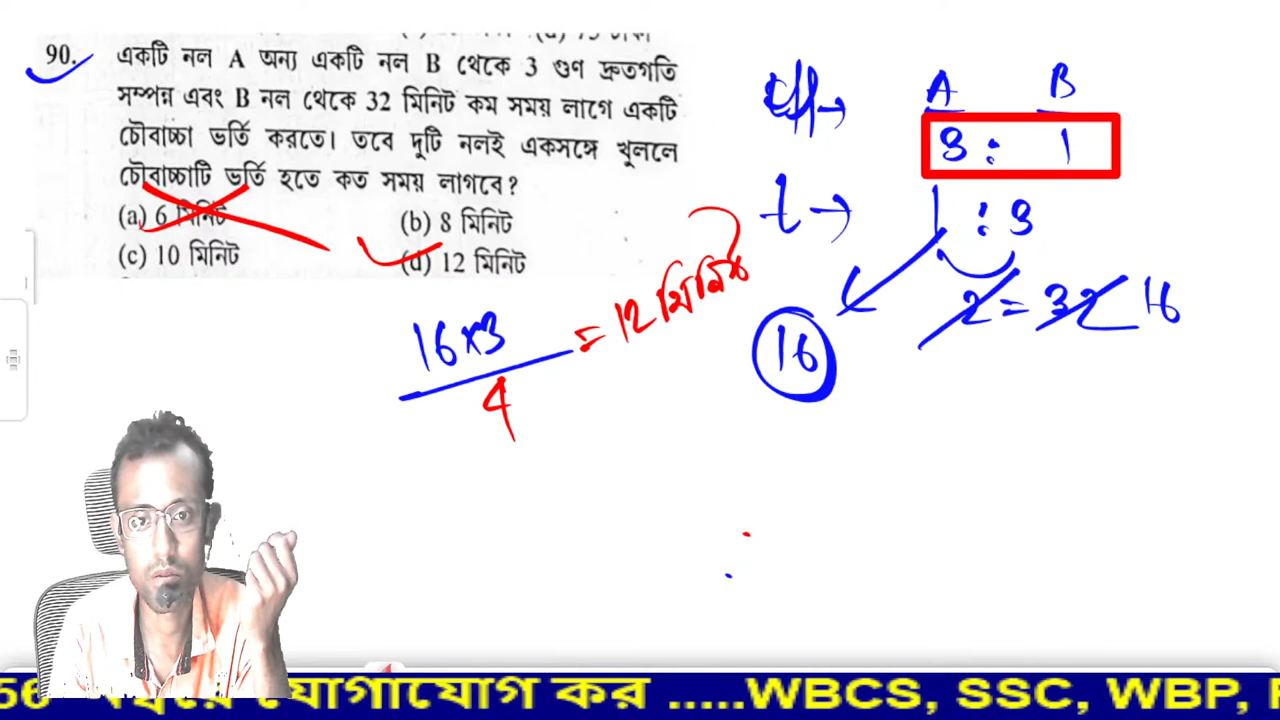 90. একটি নল A অন্য একটি নল B থেকে 3 গুণ দ্রুতগতি
সম্পন্ন এবং B নল থেকে 32 মিনিট কম সময় লাগে একটি
চৌবাচ্চা ভর্তি করতে। তবে দুটি নলই একসঙ্গে খুললে
চৌবাচ্চাটি ভর্তি হতে কত সময় লাগবে?
(a) 6 মিনিট (b) 8 মিনিট
(c) 10 মিনিট (d) 12 মিনিট
A B
3 : 1
t → 1 : 3
2 = 32 16
16
16×3
4
= 12 মিনিট
যোগাযোগ কর .....WBCS, SSC, WBP,